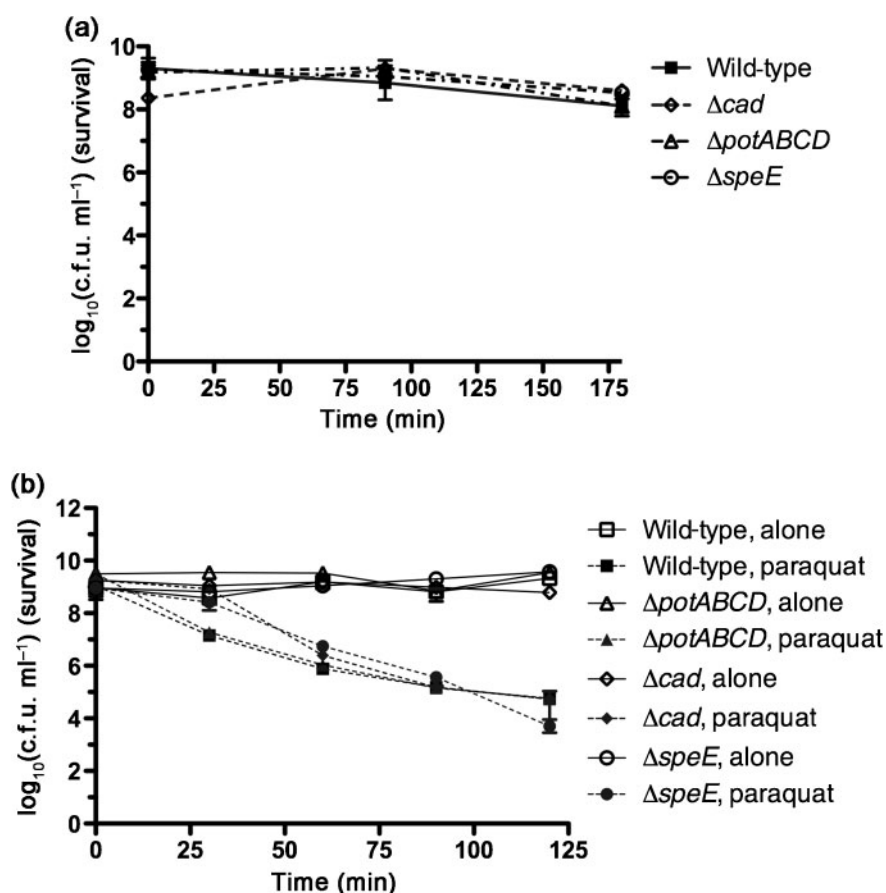 (a)
10
8
6
4
2
0
log₁₀(c.f.u. ml⁻¹) (survival)
0 25 50 75 100 125 150 175
Time (min)
Wild-type
Δcad
ΔpotABCD
ΔspeE
(b)
12
10
8
6
4
2
0
log₁₀(c.f.u. ml⁻¹) (survival)
0 25 50 75 100 125
Time (min)
Wild-type, alone
Wild-type, paraquat
ΔpotABCD, alone
ΔpotABCD, paraquat
Δcad, alone
Δcad, paraquat
ΔspeE, alone
ΔspeE, paraquat